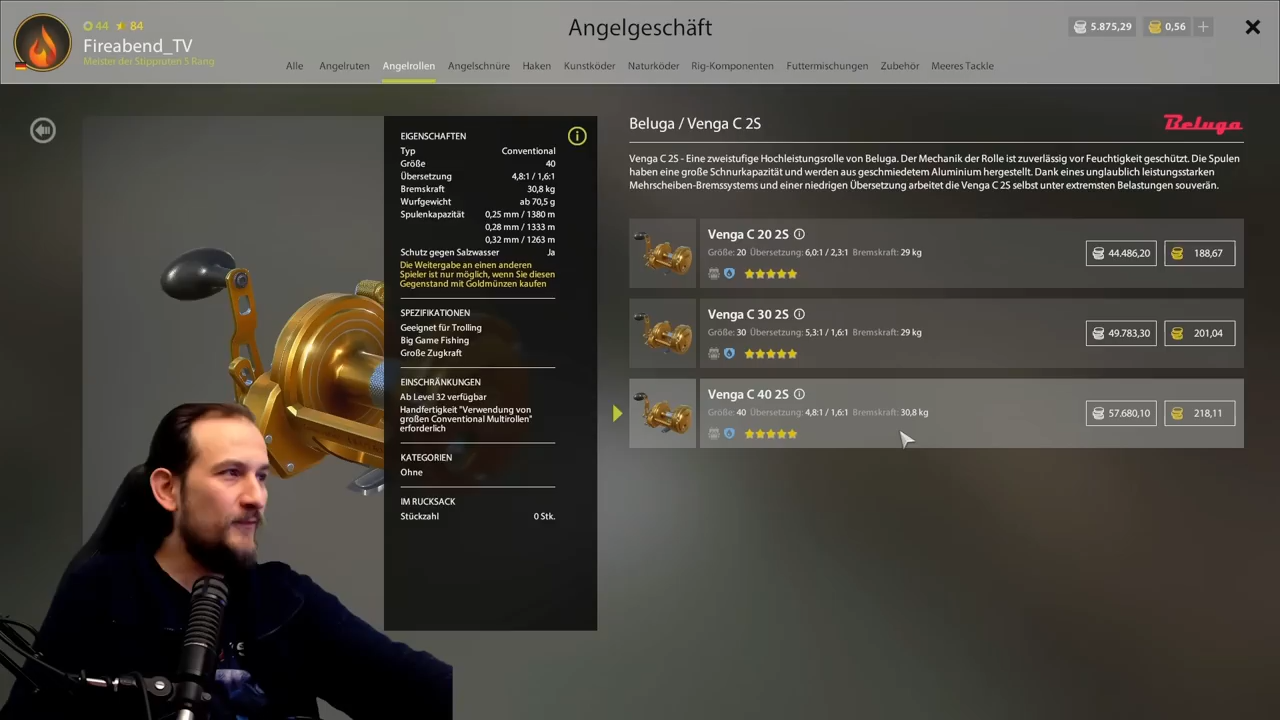 44 84
Fireabend_TV
Meister der Stipprouten 5 Rang
Angelgeschäft
5.875,29
0,56 +
Alle Angelruten Angelrollen Angelschnüre Haken Kunstköder Naturköder Rig-Komponenten Futtermischungen Zubehör Meeres Tackle
EIGENSCHAFTEN
Typ Conventional
Größe 40
Übersetzung 4,8:1 / 1,6:1
Bremskraft 30,8 kg
Wurfgewicht ab 70,5 g
Spulenkapazität 0,25 mm / 1380 m
0,28 mm / 1333 m
0,32 mm / 1263 m
Schutz gegen Salzwasser Ja
Die Weitergabe an einen anderen
Spieler ist nur möglich, wenn Sie diesen
Gegenstand mit Goldmünzen kaufen
SPEZIFIKATIONEN
Geeignet für Trolling
Big Game Fishing
Große Zugkraft
EINSCHRÄNKUNGEN
Ab Level 32 verfügbar
Handfertigkeit "Verwendung von
großen Conventional Multirollen"
erforderlich
KATEGORIEN
Ohne
IM RUCKSACK
Stückzahl 0 Stk.
Beluga / Venga C 2S
Beluga
Venga C 2S - Eine zweistufige Hochleistungsrolle von Beluga. Der Mechanik der Rolle ist zuverlässig vor Feuchtigkeit geschützt. Die Spulen
haben eine große Schnurkapazität und werden aus geschmiedetem Aluminium hergestellt. Dank eines unglaublich leistungsstarken
Mehrscheiben-Bremssystems und einer niedrigen Übersetzung arbeitet die Venga C 2S selbst unter extremsten Belastungen souverän.
Venga C 20 2S
Größe: 20 Übersetzung: 6,0:1 / 2,3:1 Bremskraft: 29 kg
44.486,20
188,67
Venga C 30 2S
Größe: 30 Übersetzung: 5,3:1 / 1,6:1 Bremskraft: 29 kg
49.783,30
201,04
Venga C 40 2S
Größe: 40 Übersetzung: 4,8:1 / 1,6:1 Bremskraft: 30,8 kg
57.680,10
218,11